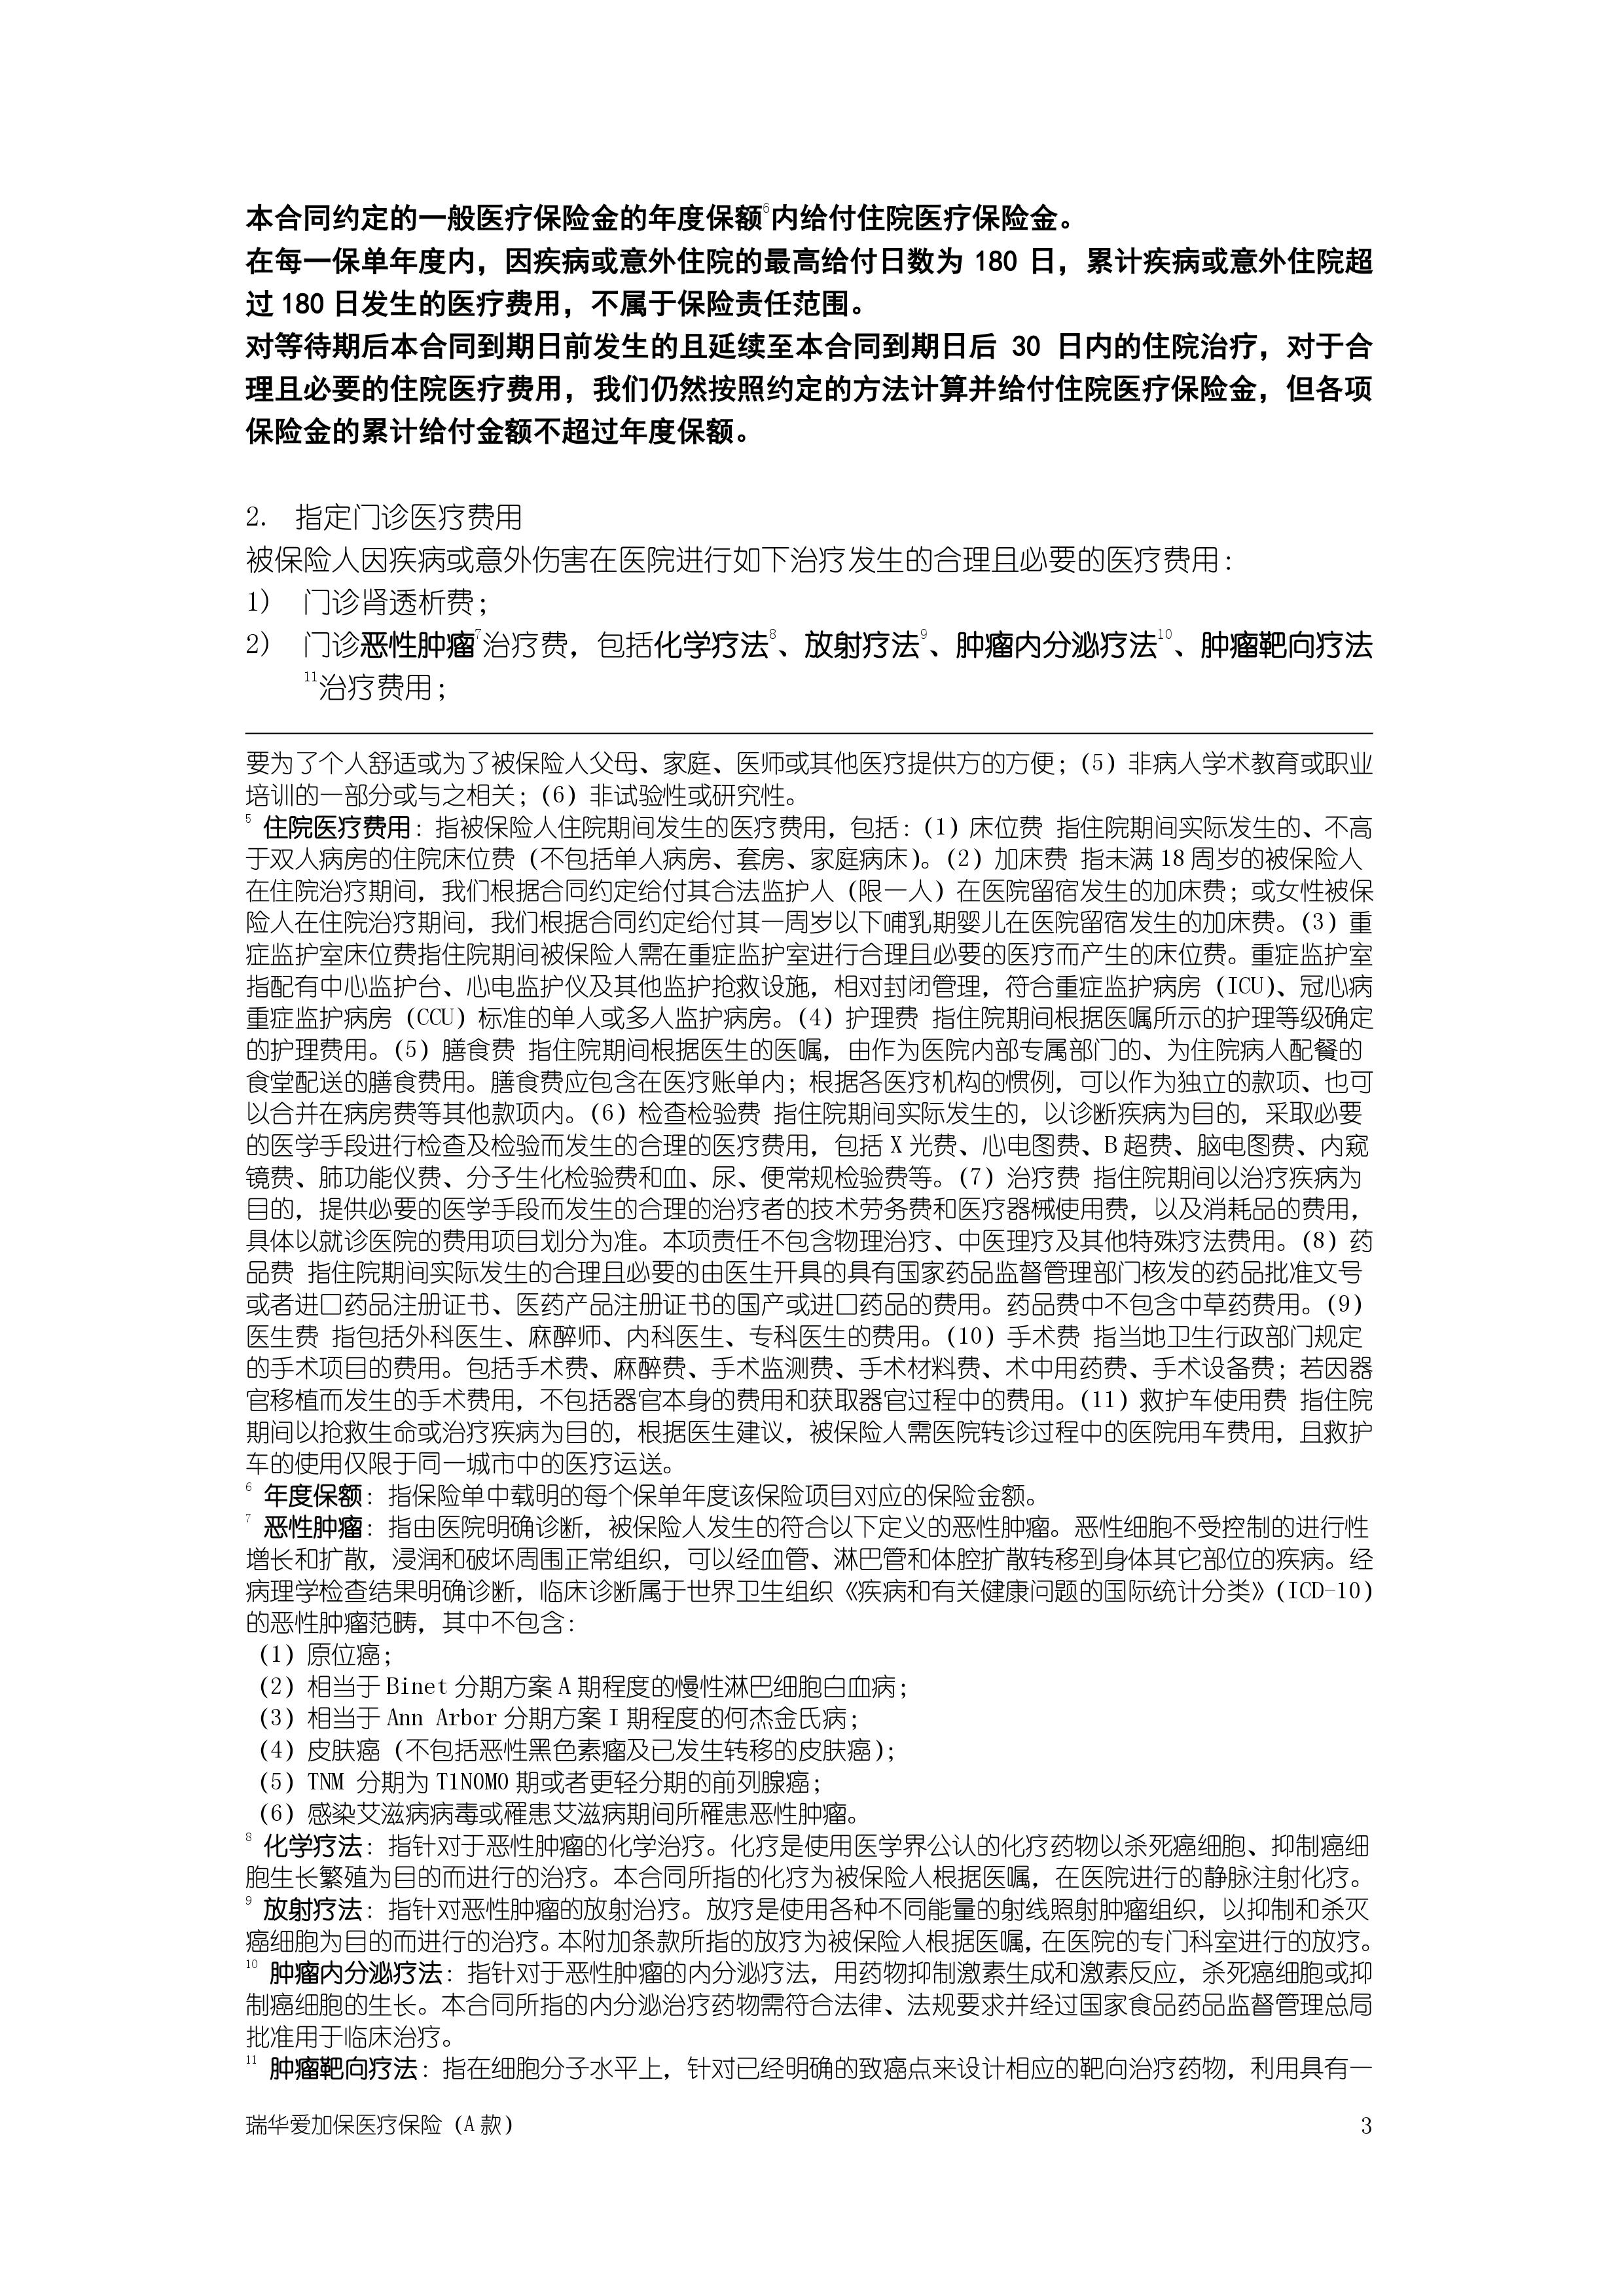 本合同约定的一般医疗保险金的年度保额6内给付住院医疗保险金。
在每一保单年度内，因疾病或意外住院的最高给付日数为 180 日，累计疾病或意外住院超
过 180 日发生的医疗费用，不属于保险责任范围。
对等待期后本合同到期日前发生的且延续至本合同到期日后 30 日内的住院治疗，对于合
理且必要的住院医疗费用，我们仍然按照约定的方法计算并给付住院医疗保险金，但各项
保险金的累计给付金额不超过年度保额。
2. 指定门诊医疗费用
被保险人因疾病或意外伤害在医院进行如下治疗发生的合理且必要的医疗费用：
1) 门诊肾透析费；
2) 门诊恶性肿瘤7治疗费，包括化学疗法8、放射疗法9、肿瘤内分泌疗法10、肿瘤靶向疗法
11治疗费用；
要为了个人舒适或为了被保险人父母、家庭、医师或其他医疗提供方的方便；（5）非病人学术教育或职业
培训的一部分或与之相关；（6）非试验性或研究性。
5 住院医疗费用：指被保险人住院期间发生的医疗费用，包括：（1）床位费 指住院期间实际发生的、不高
于双人病房的住院床位费（不包括单人病房、套房、家庭病床）。（2）加床费 指未满 18 周岁的被保险人
在住院治疗期间，我们根据合同约定给付其合法监护人（限一人）在医院留宿发生的加床费；或女性被保
险人在住院治疗期间，我们根据合同约定给付其一周岁以下哺乳期婴儿在医院留宿发生的加床费。（3）重
症监护室床位费指住院期间被保险人需在重症监护室进行合理且必要的医疗而产生的床位费。重症监护室
指配有中心监护台、心电监护仪及其他监护抢救设施，相对封闭管理，符合重症监护病房（ICU）、冠心病
重症监护病房（CCU）标准的单人或多人监护病房。（4）护理费 指住院期间根据医嘱所示的护理等级确定
的护理费用。（5）膳食费 指住院期间根据医生的医嘱，由作为医院内部专属部门的、为住院病人配餐的
食堂配送的膳食费用。膳食费应包含在医疗账单内；根据各医疗机构的惯例，可以作为独立的款项、也可
以合并在病房费等其他款项内。（6）检查检验费 指住院期间实际发生的，以诊断疾病为目的，采取必要
的医学手段进行检查及检验而发生的合理的医疗费用，包括 X 光费、心电图费、B 超费、脑电图费、内窥
镜费、肺功能仪费、分子生化检验费和血、尿、便常规检验费等。（7）治疗费 指住院期间以治疗疾病为
目的，提供必要的医学手段而发生的合理的治疗者的技术劳务费和医疗器械使用费，以及消耗品的费用，
具体以就诊医院的费用项目划分为准。本项责任不包含物理治疗、中医理疗及其他特殊疗法费用。（8）药
品费 指住院期间实际发生的合理且必要的由医生开具的具有国家药品监督管理部门核发的药品批准文号
或者进口药品注册证书、医药产品注册证书的国产或进口药品的费用。药品费中不包含中草药费用。（9）
医生费 指包括外科医生、麻醉师、内科医生、专科医生的费用。（10）手术费 指当地卫生行政部门规定
的手术项目的费用。包括手术费、麻醉费、手术监测费、手术材料费、术中用药费、手术设备费；若因器
官移植而发生的手术费用，不包括器官本身的费用和获取器官过程中的费用。（11）救护车使用费 指住院
期间以抢救生命或治疗疾病为目的，根据医生建议，被保险人需医院转诊过程中的医院用车费用，且救护
车的使用仅限于同一城市中的医疗运送。
6 年度保额：指保险单中载明的每个保单年度该保险项目对应的保险金额。
7 恶性肿瘤：指由医院明确诊断，被保险人发生的符合以下定义的恶性肿瘤。恶性细胞不受控制的进行性
增长和扩散，浸润和破坏周围正常组织，可以经血管、淋巴管和体腔扩散转移到身体其它部位的疾病。经
病理学检查结果明确诊断，临床诊断属于世界卫生组织《疾病和有关健康问题的国际统计分类》（ICD-10）
的恶性肿瘤范畴，其中不包含：
（1）原位癌；
（2）相当于 Binet 分期方案 A 期程度的慢性淋巴细胞白血病；
（3）相当于 Ann Arbor 分期方案 I 期程度的何杰金氏病；
（4）皮肤癌（不包括恶性黑色素瘤及已发生转移的皮肤癌）；
（5）TNM 分期为 T1N0M0 期或者更轻分期的前列腺癌；
（6）感染艾滋病病毒或罹患艾滋病期间所罹患恶性肿瘤。
8 化学疗法：指针对于恶性肿瘤的化学治疗。化疗是使用医学界公认的化疗药物以杀死癌细胞、抑制癌细
胞生长繁殖为目的而进行的治疗。本合同所指的化疗为被保险人根据医嘱，在医院进行的静脉注射化疗。
9 放射疗法：指针对恶性肿瘤的放射治疗。放疗是使用各种不同能量的射线照射肿瘤组织，以抑制和杀灭
癌细胞为目的而进行的治疗。本附加条款所指的放疗为被保险人根据医嘱，在医院的专门科室进行的放疗。
10 肿瘤内分泌疗法：指针对于恶性肿瘤的内分泌疗法，用药物抑制激素生成和激素反应，杀死癌细胞或抑
制癌细胞的生长。本合同所指的内分泌治疗药物需符合法律、法规要求并经过国家食品药品监督管理总局
批准用于临床治疗。
11 肿瘤靶向疗法：指在细胞分子水平上，针对已经明确的致癌点来设计相应的靶向治疗药物，利用具有一
瑞华爱加保医疗保险（A 款） 3